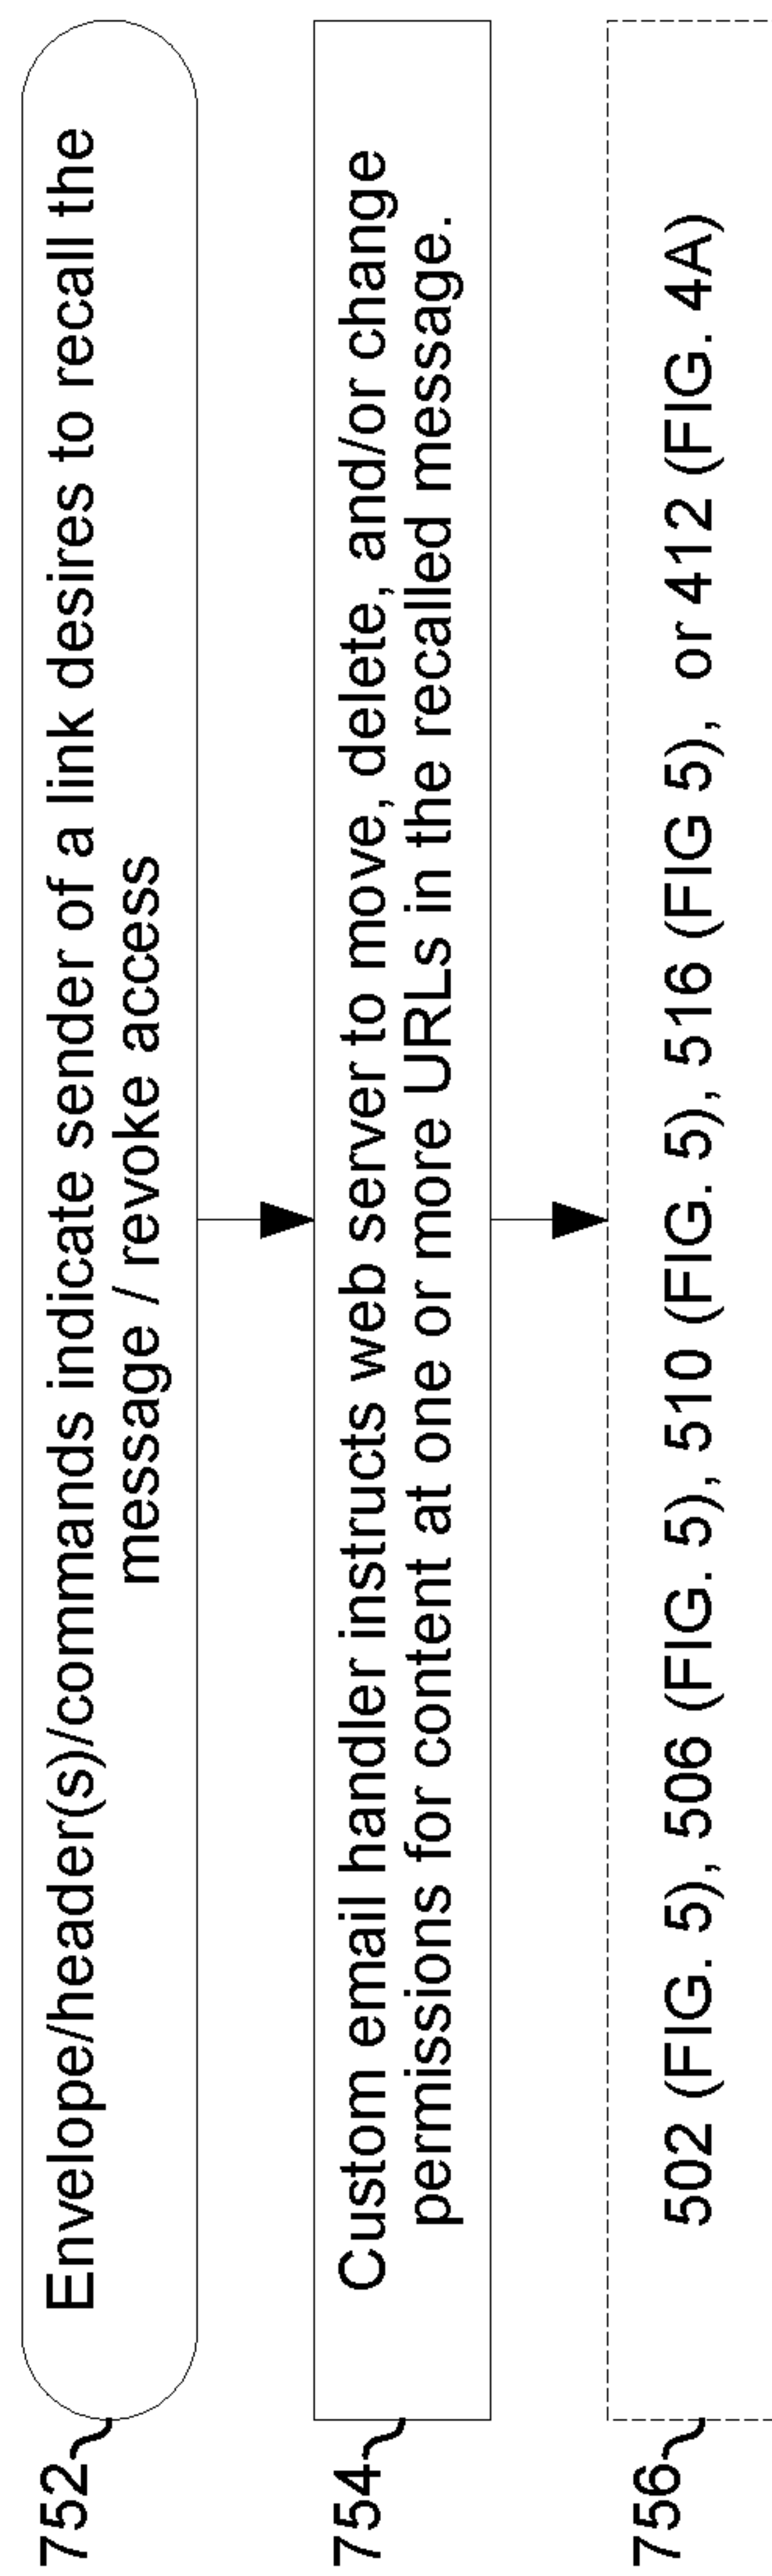 752
Envelope/header(s)/commands indicate sender of a link desires to recall the
message / revoke access
754
Custom email handler instructs web server to move, delete, and/or change
permissions for content at one or more URLs in the recalled message.
756
502 (FIG. 5), 506 (FIG. 5), 510 (FIG. 5), 516 (FIG 5), or 412 (FIG. 4A)